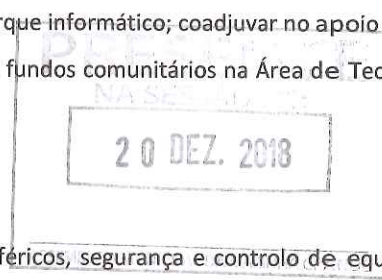 rque informático; coadjuvar no apoio
fundos comunitários na Área de Tec
20 DEZ. 2018
féricos, segurança e controlo de equ